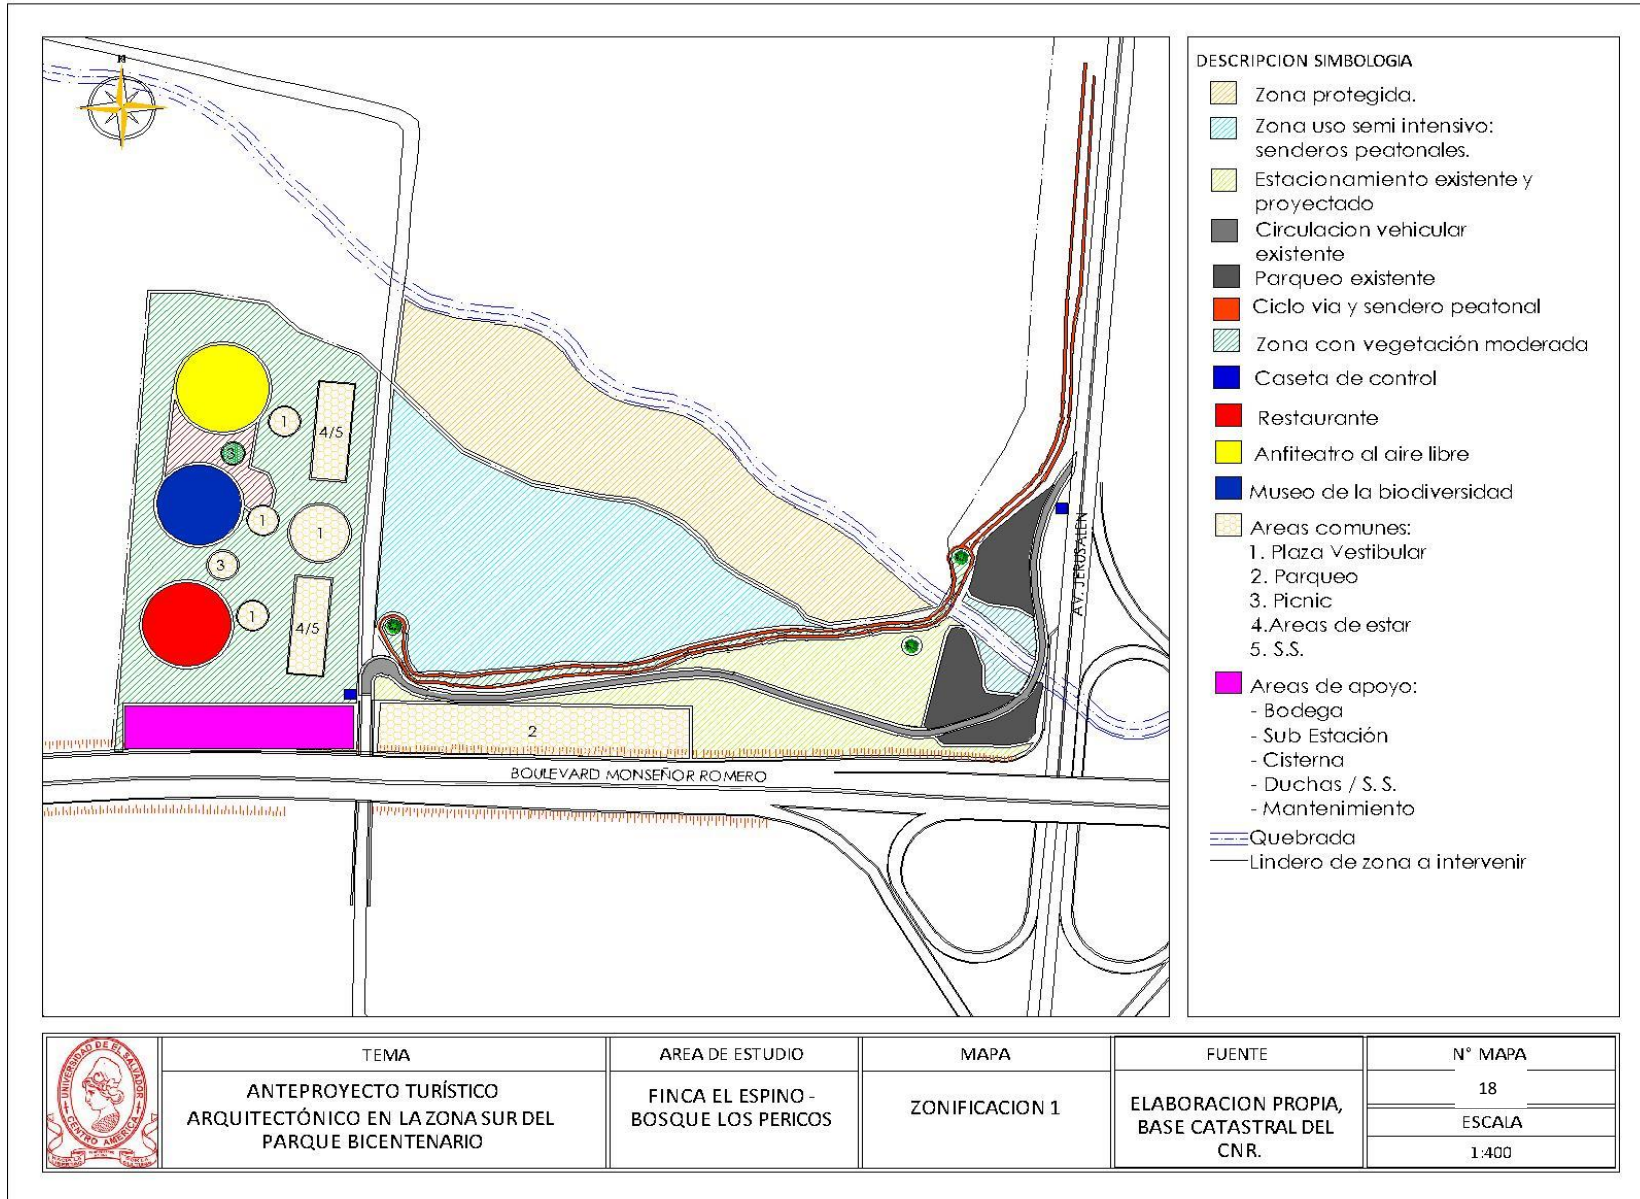 N
1
4/5
3
1
1
3
1
4/5
2
BOULEVARD MONSEÑOR ROMERO
AV. JERUSALEN
DESCRIPCION SIMBOLOGIA
Zona protegida.
Zona uso semi intensivo:
senderos peatonales.
Estacionamiento existente y
proyectado
Circulacion vehicular
existente
Parqueo existente
Ciclo via y sendero peatonal
Zona con vegetación moderada
Caseta de control
Restaurante
Anfiteatro al aire libre
Museo de la biodiversidad
Areas comunes:
1. Plaza Vestibular
2. Parqueo
3. Picnic
4.Areas de estar
5. S.S.
Areas de apoyo:
- Bodega
- Sub Estación
- Cisterna
- Duchas / S. S.
- Mantenimiento
Quebrada
Lindero de zona a intervenir
UNIVERSIDAD DE EL SALVADOR
CENTRO AMERICA
TEMA
ANTEPROYECTO TURÍSTICO
ARQUITECTÓNICO EN LA ZONA SUR DEL
PARQUE BICENTENARIO
AREA DE ESTUDIO
FINCA EL ESPINO -
BOSQUE LOS PERICOS
MAPA
ZONIFICACION 1
FUENTE
ELABORACION PROPIA,
BASE CATASTRAL DEL
CNR.
N° MAPA
18
ESCALA
1:400